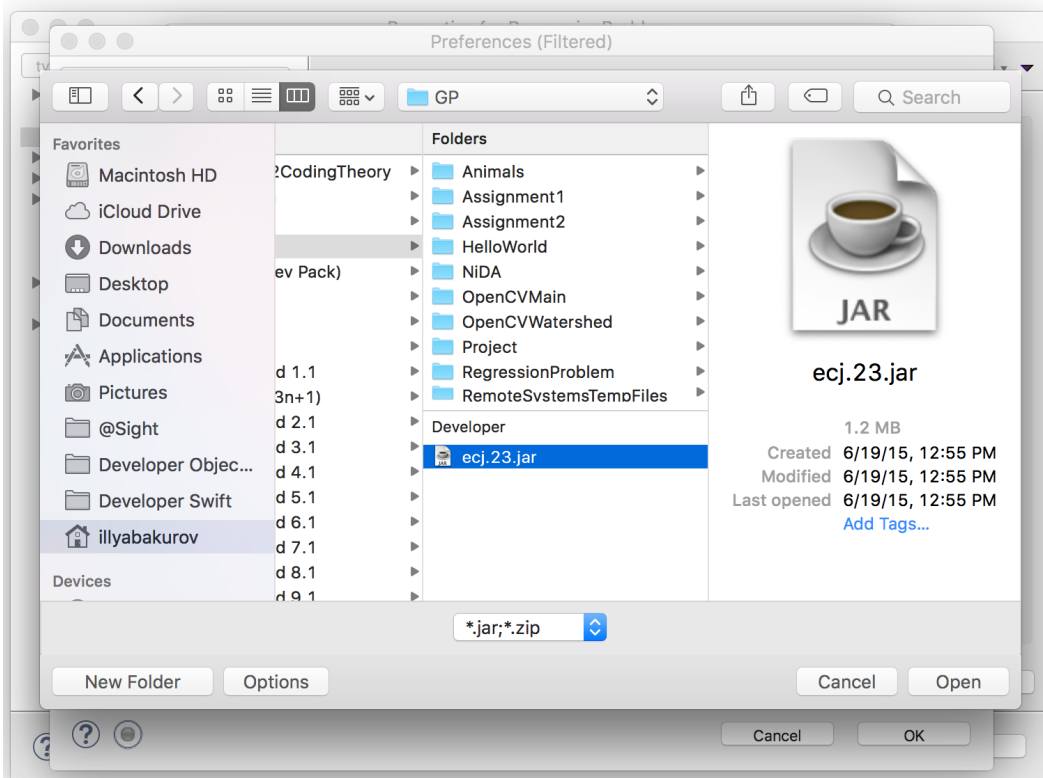 Preferences (Filtered)
GP
Search
Favorites
Macintosh HD
iCloud Drive
Downloads
Desktop
Documents
Applications
Pictures
@Sight
Developer Objec...
Developer Swift
illyabakurov
Devices
2CodingTheory
ev Pack)
d 1.1
3n+1)
d 2.1
d 3.1
d 4.1
d 5.1
d 6.1
d 7.1
d 8.1
d 9.1
Folders
Animals
Assignment1
Assignment2
HelloWorld
NiDA
OpenCVMain
OpenCVWatershed
Project
RegressionProblem
RemoteSystemsTempFiles
Developer
JAR
ecj.23.jar
JAR
ecj.23.jar
1.2 MB
Created 6/19/15, 12:55 PM
Modified 6/19/15, 12:55 PM
Last opened 6/19/15, 12:55 PM
Add Tags...
*.jar;*.zip
New Folder
Options
Cancel
Open
?
Cancel
OK
?